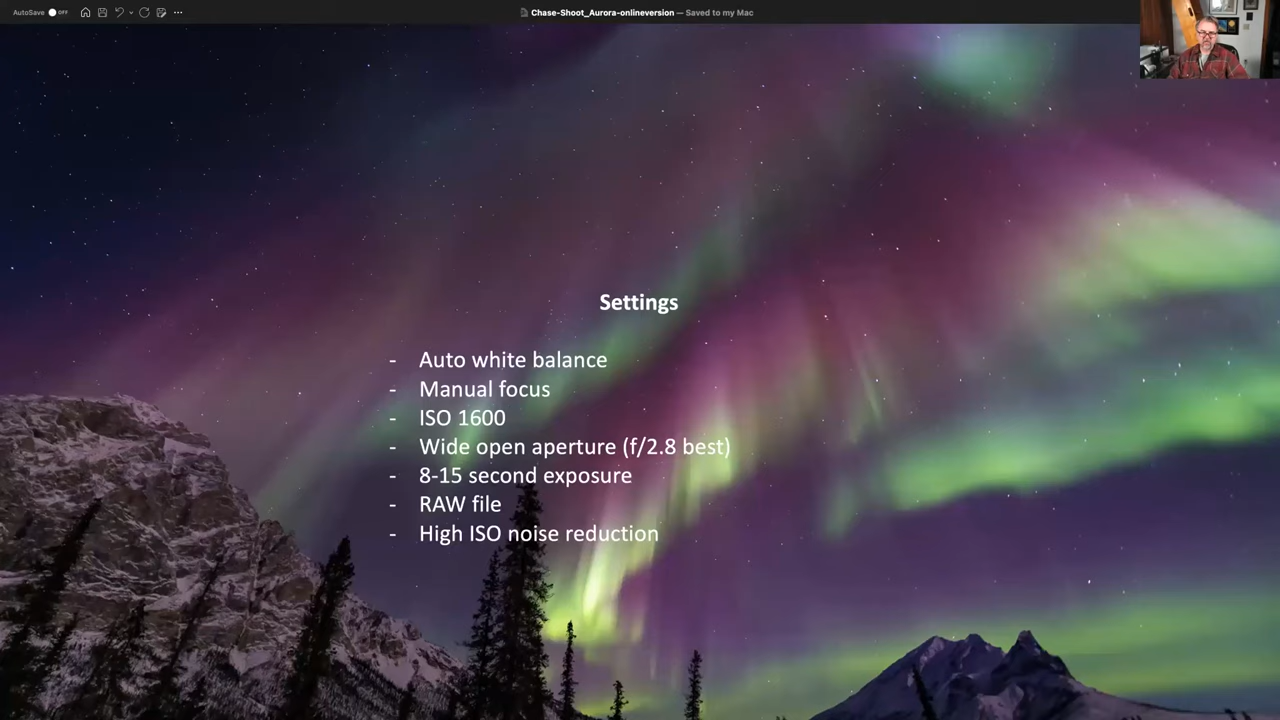 AutoSave OFF
Chase-Shoot_Aurora-onlineversion — Saved to my Mac
Settings
- Auto white balance
- Manual focus
- ISO 1600
- Wide open aperture (f/2.8 best)
- 8-15 second exposure
- RAW file
- High ISO noise reduction